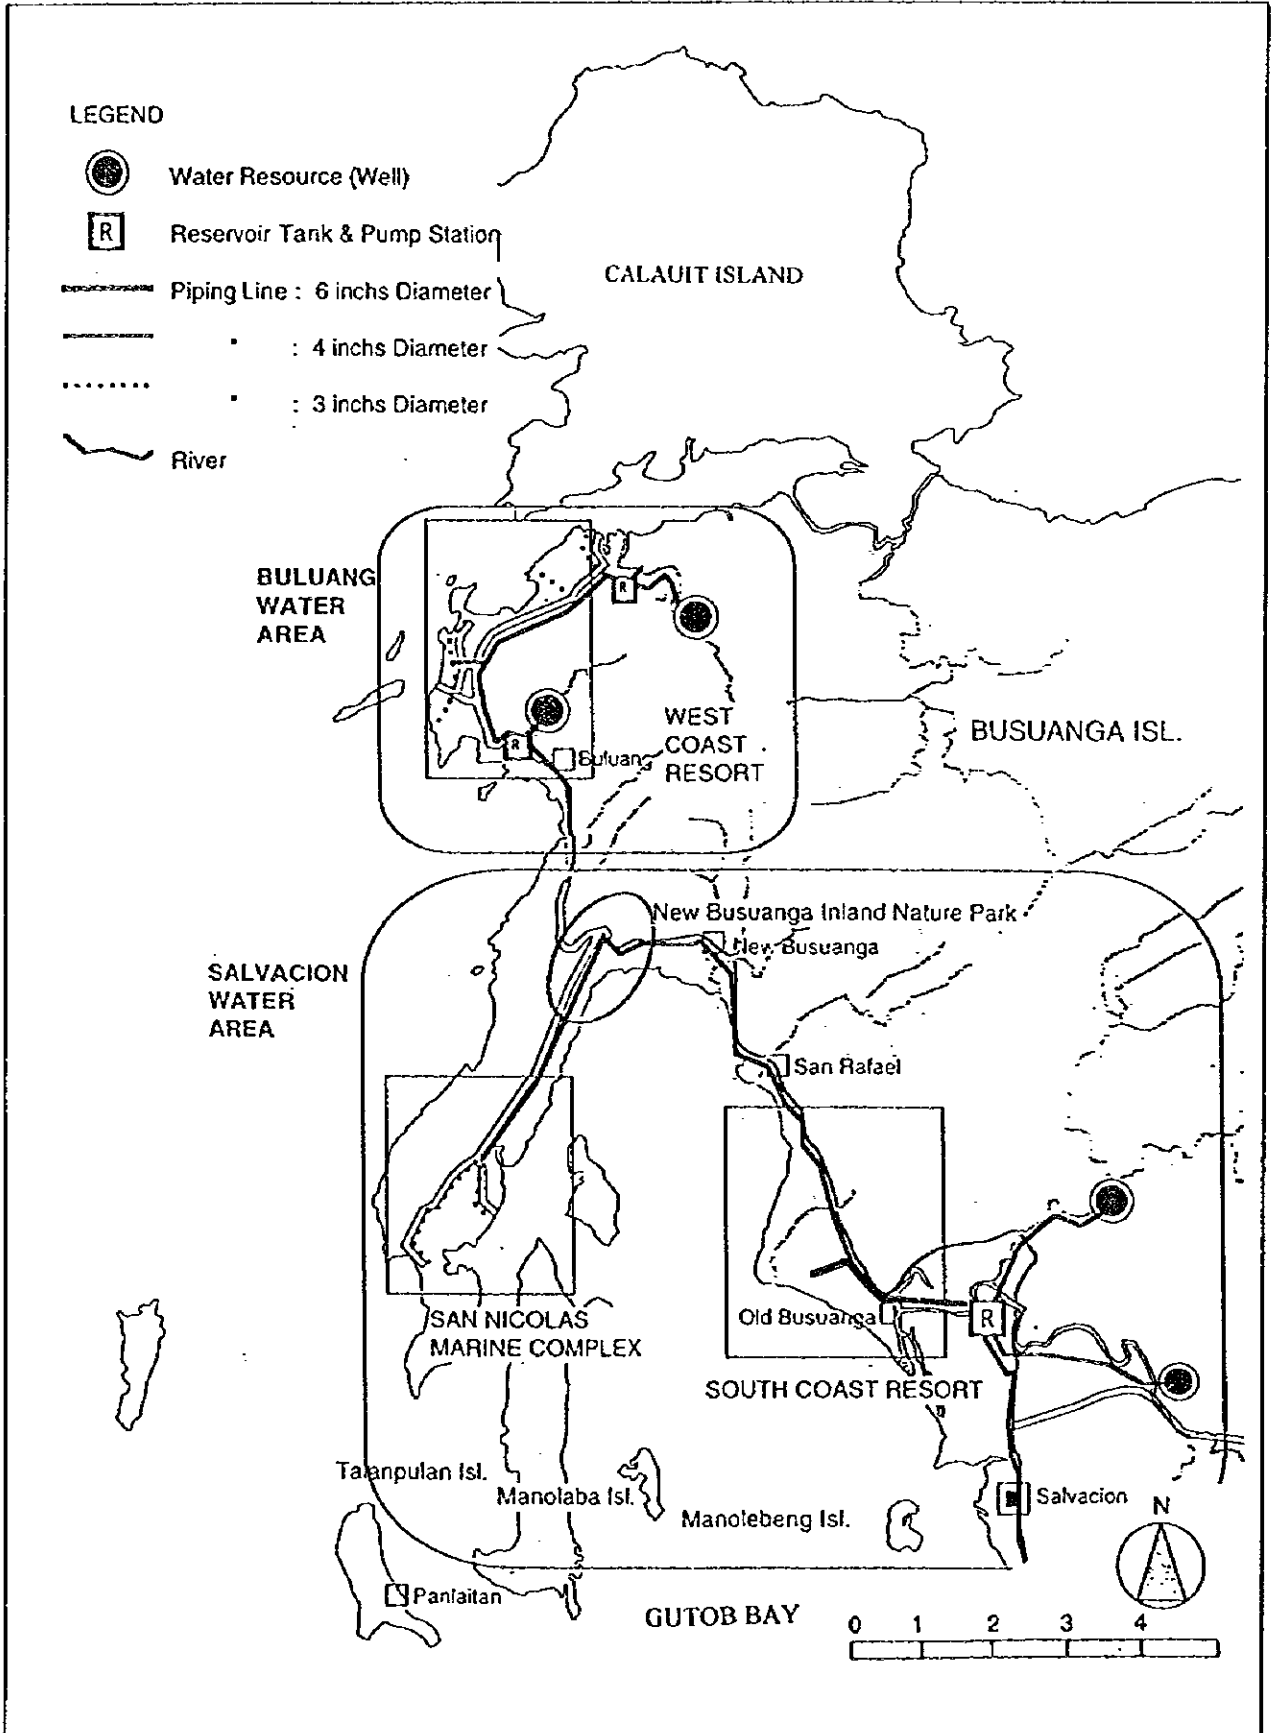 LEGEND
Water Resource (Well)
R
Reservoir Tank & Pump Station
Piping Line : 6 inchs Diameter
" : 4 inchs Diameter
" : 3 inchs Diameter
River
CALAUIT ISLAND
BULUANG
WATER
AREA
R
R
Buluang
WEST
COAST
RESORT
BUSUANGA ISL.
SALVACION
WATER
AREA
New Busuanga Inland Nature Park
New Busuanga
San Rafael
Old Busuanga
R
SAN NICOLAS
MARINE COMPLEX
SOUTH COAST RESORT
Talanpulan Isl.
Manolaba Isl.
Manolebeng Isl.
Salvacion
N
Panlaitan
GUTOB BAY
0 1 2 3 4